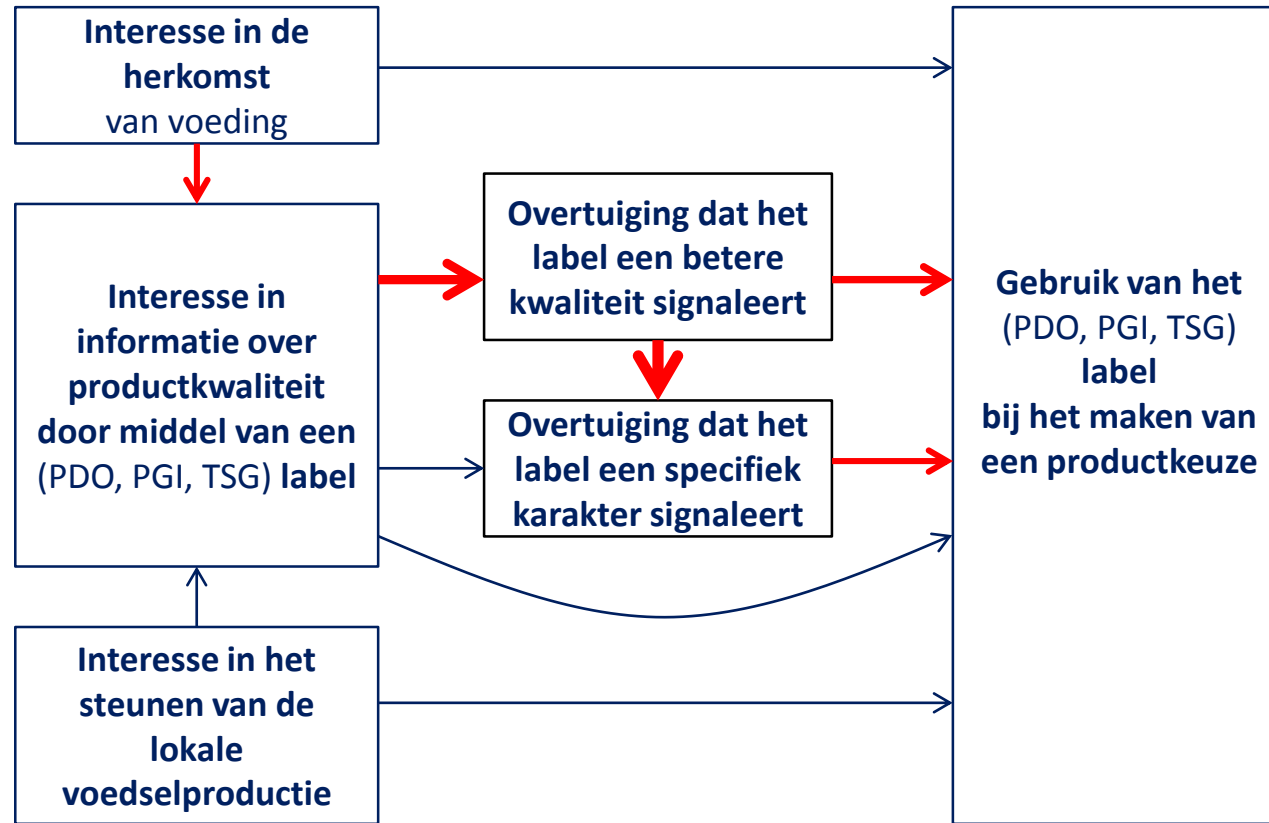 Interesse in de
herkomst
van voeding
Interesse in
informatie over
productkwaliteit
door middel van een
(PDO, PGI, TSG) label
Interesse in het
steunen van de
lokale
voedselproductie
Overtuiging dat het
label een betere
kwaliteit signaleert
Overtuiging dat het
label een specifiek
karakter signaleert
Gebruik van het
(PDO, PGI, TSG)
label
bij het maken van
een productkeuze